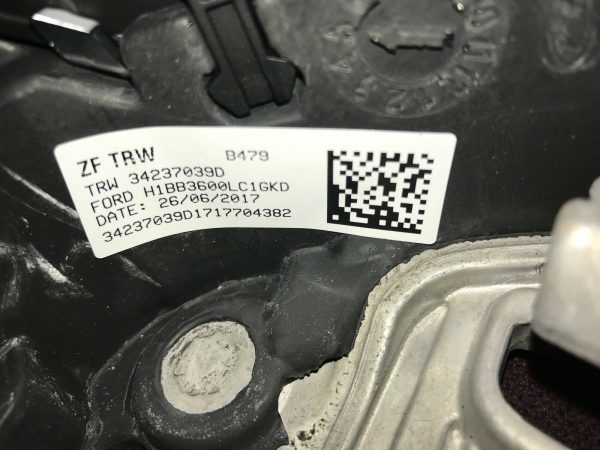 ZF TRW B479
TRW 34237039D
FORD H1BB3600LC1GKD
DATE: 26/06/2017
34237039D1717704382